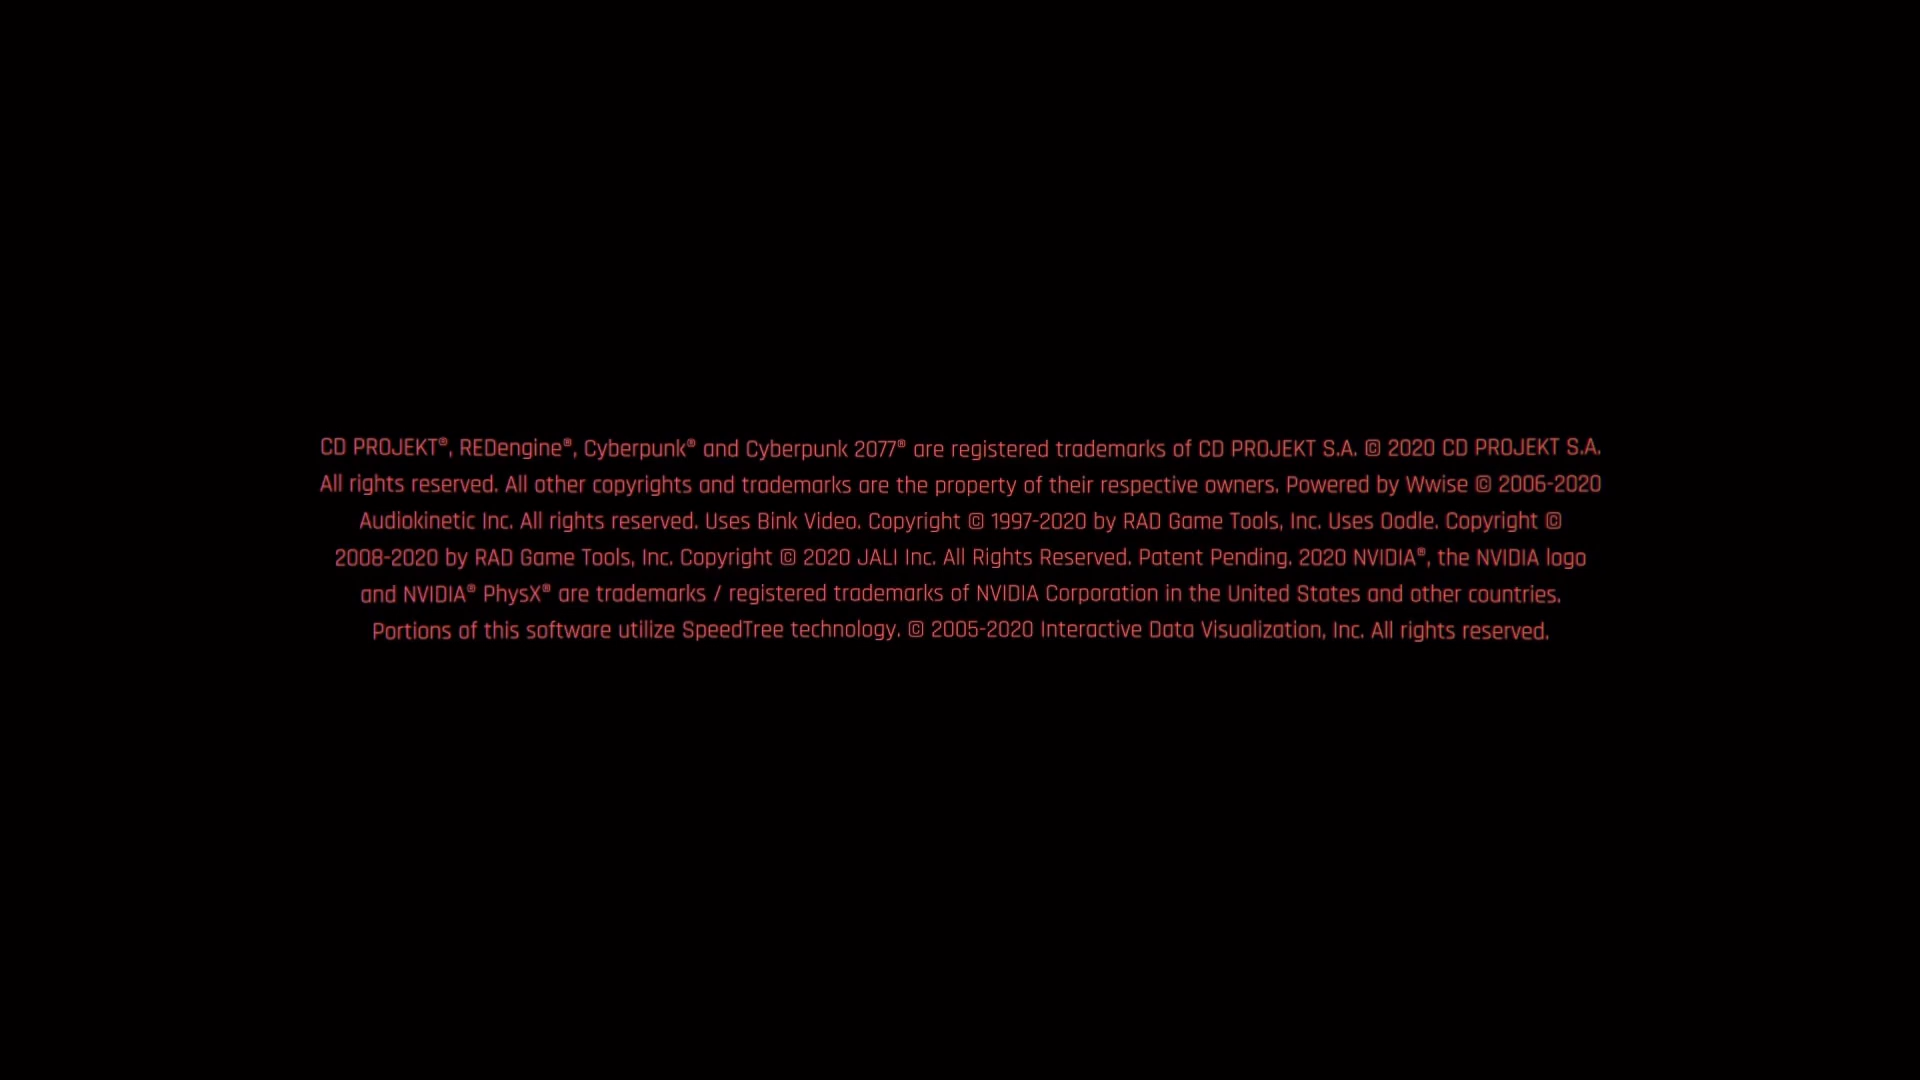 CD PROJEKT®, REDengine®, Cyberpunk® and Cyberpunk 2077® are registered trademarks of CD PROJEKT S.A. © 2020 CD PROJEKT S.A.
All rights reserved. All other copyrights and trademarks are the property of their respective owners. Powered by Wwise © 2006-2020
Audiokinetic Inc. All rights reserved. Uses Bink Video. Copyright © 1997-2020 by RAD Game Tools, Inc. Uses Oodle. Copyright ©
2008-2020 by RAD Game Tools, Inc. Copyright © 2020 JALI Inc. All Rights Reserved. Patent Pending. 2020 NVIDIA®, the NVIDIA logo
and NVIDIA® PhysX® are trademarks / registered trademarks of NVIDIA Corporation in the United States and other countries.
Portions of this software utilize SpeedTree technology. © 2005-2020 Interactive Data Visualization, Inc. All rights reserved.